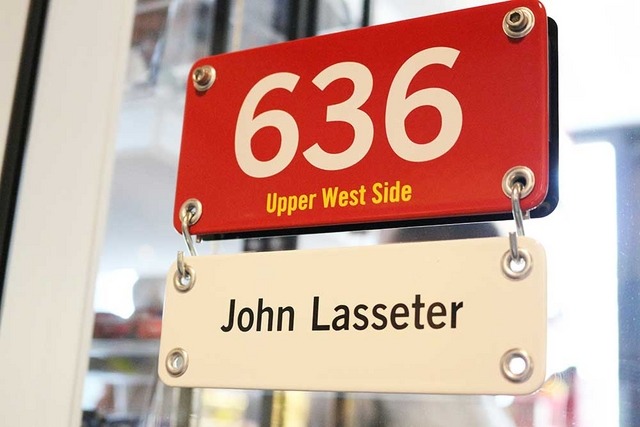 636
Upper West Side
John Lasseter